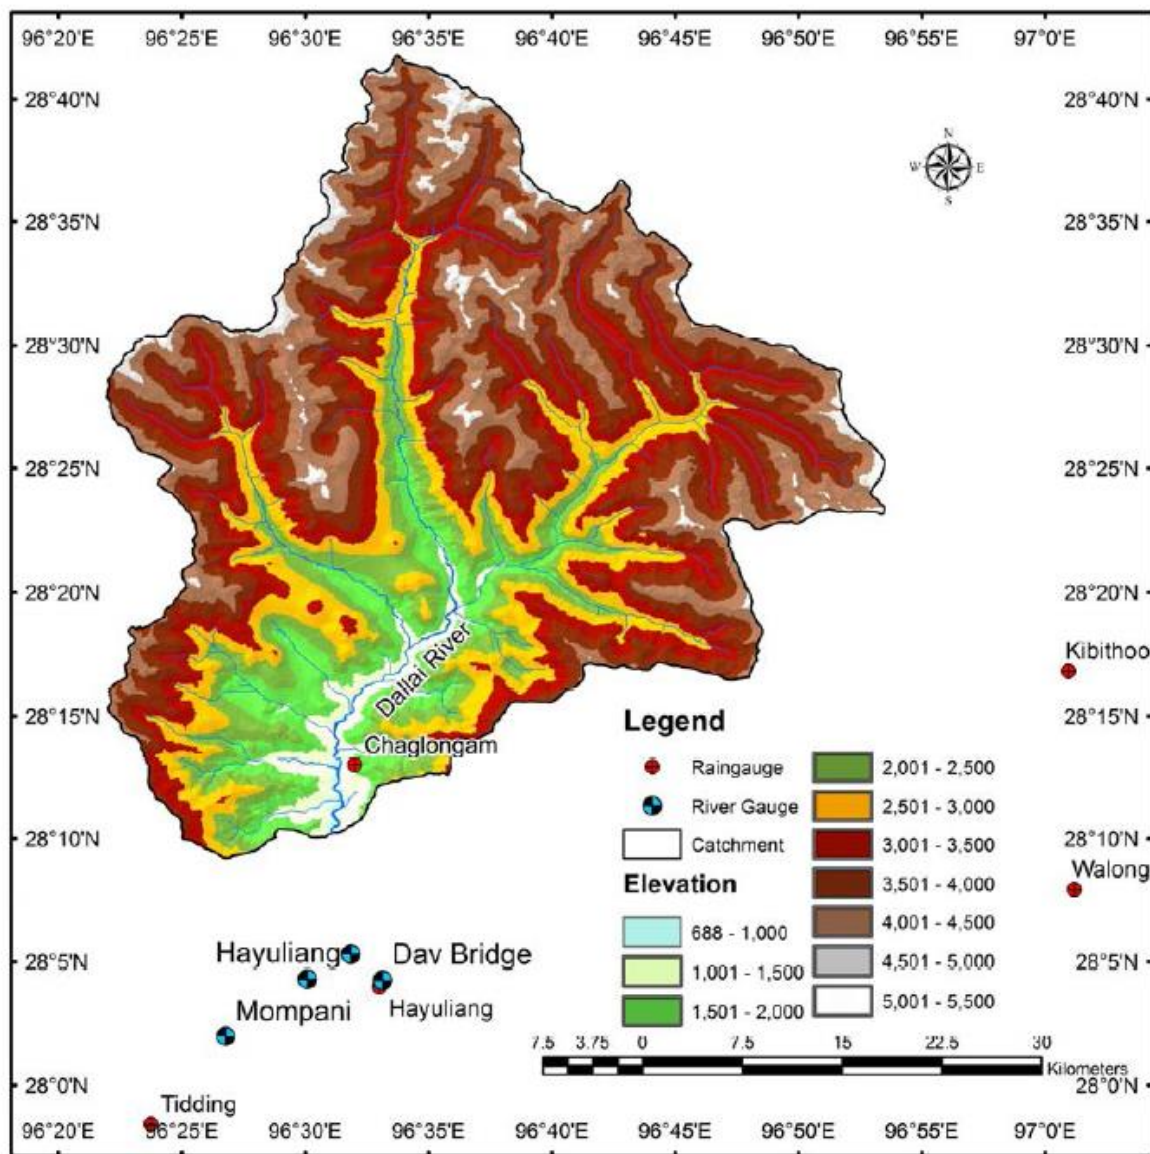 96°20'E 96°25'E 96°30'E 96°35'E 96°40'E 96°45'E 96°50'E 96°55'E 97°0'E
28°40'N 28°40'N
N
W E
S
28°35'N 28°35'N
28°30'N 28°30'N
28°25'N 28°25'N
28°20'N 28°20'N
Dallai River
Kibithoo
28°15'N 28°15'N
Legend
Chaglongam
Raingauge
River Gauge
Catchment
Elevation
688 - 1,000
1,001 - 1,500
1,501 - 2,000
2,001 - 2,500
2,501 - 3,000
3,001 - 3,500
3,501 - 4,000
4,001 - 4,500
4,501 - 5,000
5,001 - 5,500
28°10'N 28°10'N
Walong
Hayuliang Dav Bridge
28°5'N 28°5'N
Hayuliang
Mompani
7.5 3.75 0 7.5 15 22.5 30
Kilometers
28°0'N 28°0'N
Tidding
96°20'E 96°25'E 96°30'E 96°35'E 96°40'E 96°45'E 96°50'E 96°55'E 97°0'E